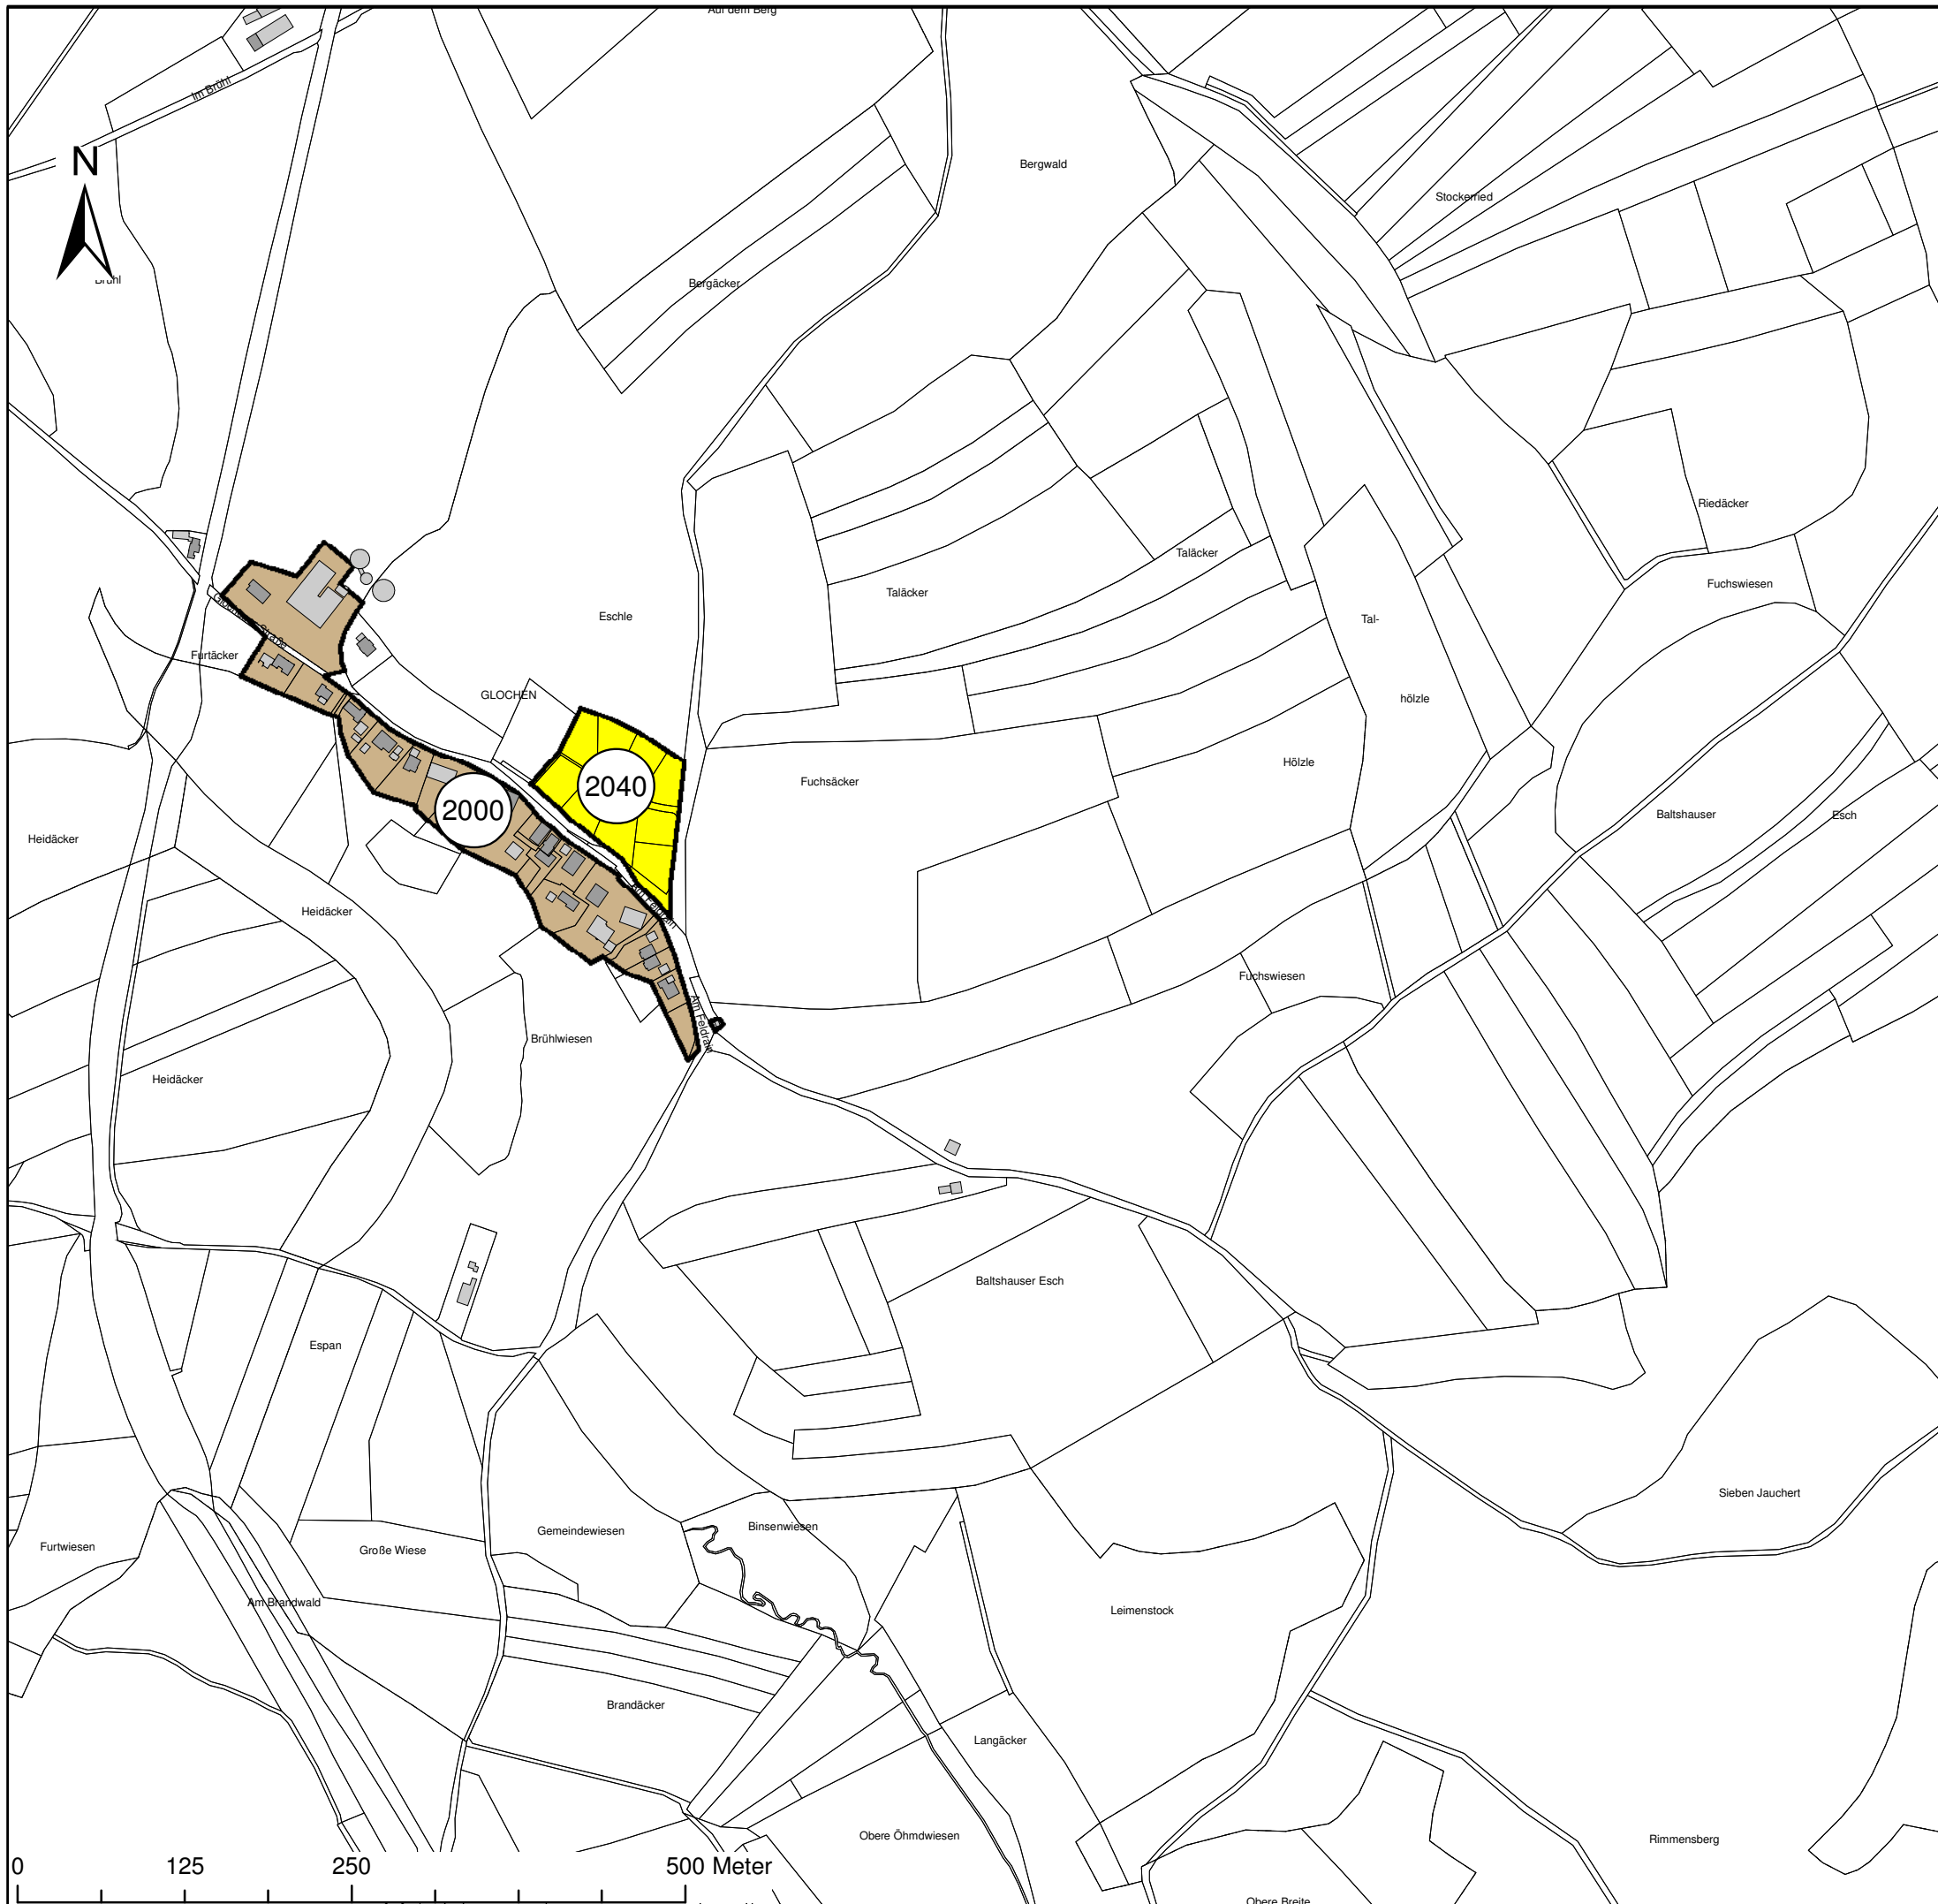 Auf dem Berg
Im Brühl
N
Bergwald
Stockerried
Brühl
Bergäcker
Riedäcker
Taläcker
Fuchswiesen
Taläcker
Eschle
Tal-
Straße
Furtäcker
GLOCHEN
hölzle
Hölzle
Fuchsäcker
2040
2000
Baltshauser
Esch
Heidäcker
Heidäcker
Am Feldrain
Fuchswiesen
Am Feldrain
Brühlwiesen
Heidäcker
Baltshauser Esch
Espan
Sieben Jauchert
Binsenwiesen
Gemeindewiesen
Furtwiesen
Große Wiese
Am Brandwald
Leimenstock
Brandäcker
Langäcker
Obere Öhmdwiesen
Rimmensberg
0 125 250 500 Meter
Obere Breite